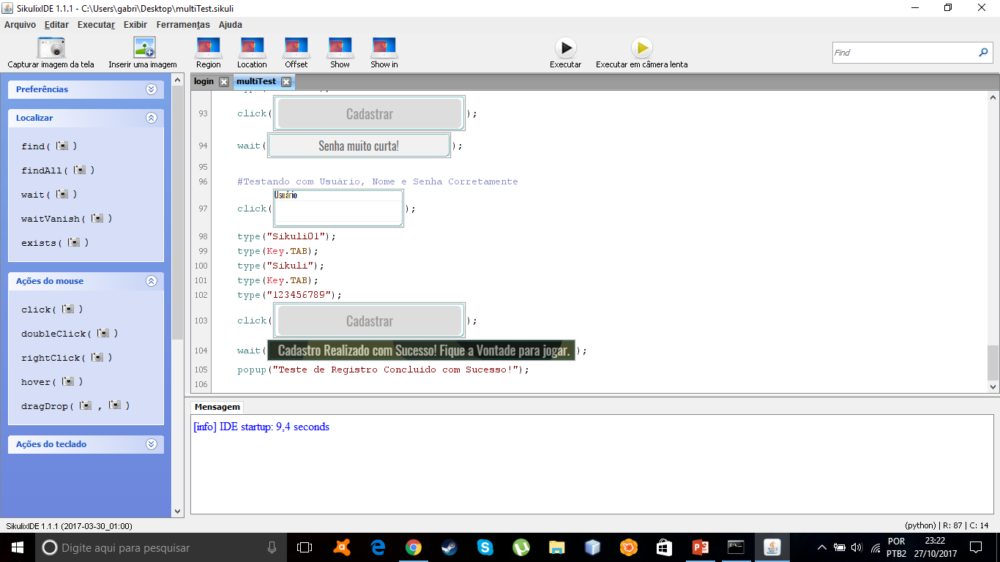 SikulixIDE 1.1.1 - C:\Users\gabri\Desktop\multiTest.sikuli
Arquivo Editar Executar Exibir Ferramentas Ajuda
Capturar imagem da tela Inserir uma imagem Region Location Offset Show Show in Executar Executar em câmera lenta Find
Preferências
Localizar
find( )
findAll( )
wait( )
waitVanish( )
exists( )
Ações do mouse
click( )
doubleClick( )
rightClick( )
hover( )
dragDrop( , )
Ações do teclado
login multiTest
93 click( Cadastrar );
94 wait( Senha muito curta! );
95
96 #Testando com Usuário, Nome e Senha Corretamente
97 click( Usuário );
98 type("Sikuli01");
99 type(Key.TAB);
100 type("Sikuli");
101 type(Key.TAB);
102 type("123456789");
103 click( Cadastrar );
104 wait( Cadastro Realizado com Sucesso! Fique a Vontade para jogar. );
105 popup("Teste de Registro Concluido com Sucesso!");
106
Mensagem
[info] IDE startup: 9,4 seconds
SikulixIDE 1.1.1 (2017-03-30_01:00) (python) | R: 87 | C: 14
Digite aqui para pesquisar
POR
PTB2
23:22
27/10/2017